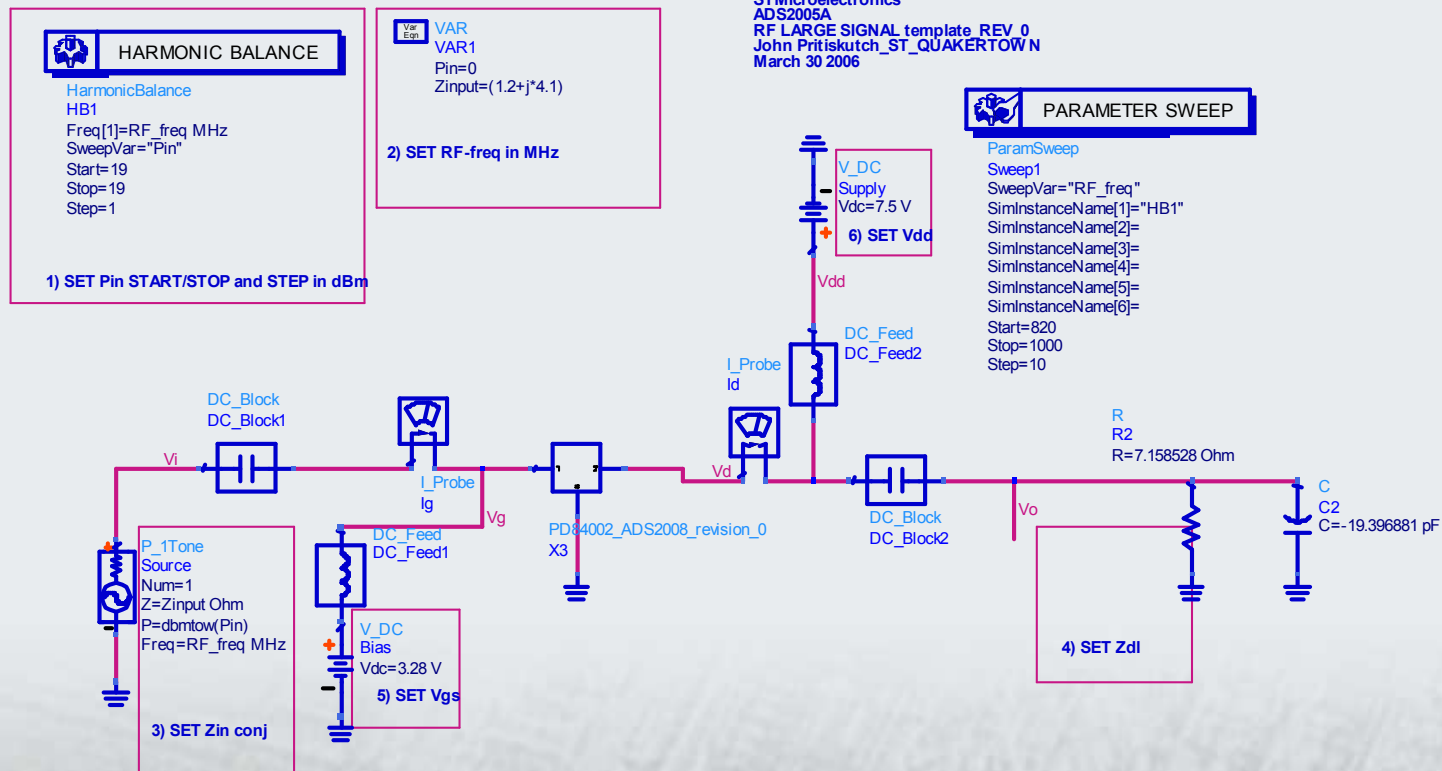 STMicroelectronics
ADS2005A
RF LARGE SIGNAL template_REV_0
John Pritiskutch_ST_QUAKERTOWN
March 30 2006
HARMONIC BALANCE
HarmonicBalance
HB1
Freq[1]=RF_freq MHz
SweepVar="Pin"
Start=19
Stop=19
Step=1
1) SET Pin START/STOP and STEP in dBm
Var
Eqn
VAR
VAR1
Pin=0
Zinput=(1.2+j*4.1)
2) SET RF-freq in MHz
PARAMETER SWEEP
ParamSweep
Sweep1
SweepVar="RF_freq"
SimInstanceName[1]="HB1"
SimInstanceName[2]=
SimInstanceName[3]=
SimInstanceName[4]=
SimInstanceName[5]=
SimInstanceName[6]=
Start=820
Stop=1000
Step=10
V_DC
Supply
Vdc=7.5 V
6) SET Vdd
Vdd
DC_Feed
DC_Feed2
I_Probe
Id
DC_Block
DC_Block1
Vi
I_Probe
Ig
Vg
DC_Feed
DC_Feed1
PD84002_ADS2008_revision_0
X3
Vd
DC_Block
DC_Block2
Vo
R
R2
R=7.158528 Ohm
C
C2
C=-19.396881 pF
4) SET Zdl
P_1Tone
Source
Num=1
Z=Zinput Ohm
P=dbmtow(Pin)
Freq=RF_freq MHz
3) SET Zin conj
V_DC
Bias
Vdc=3.28 V
5) SET Vgs